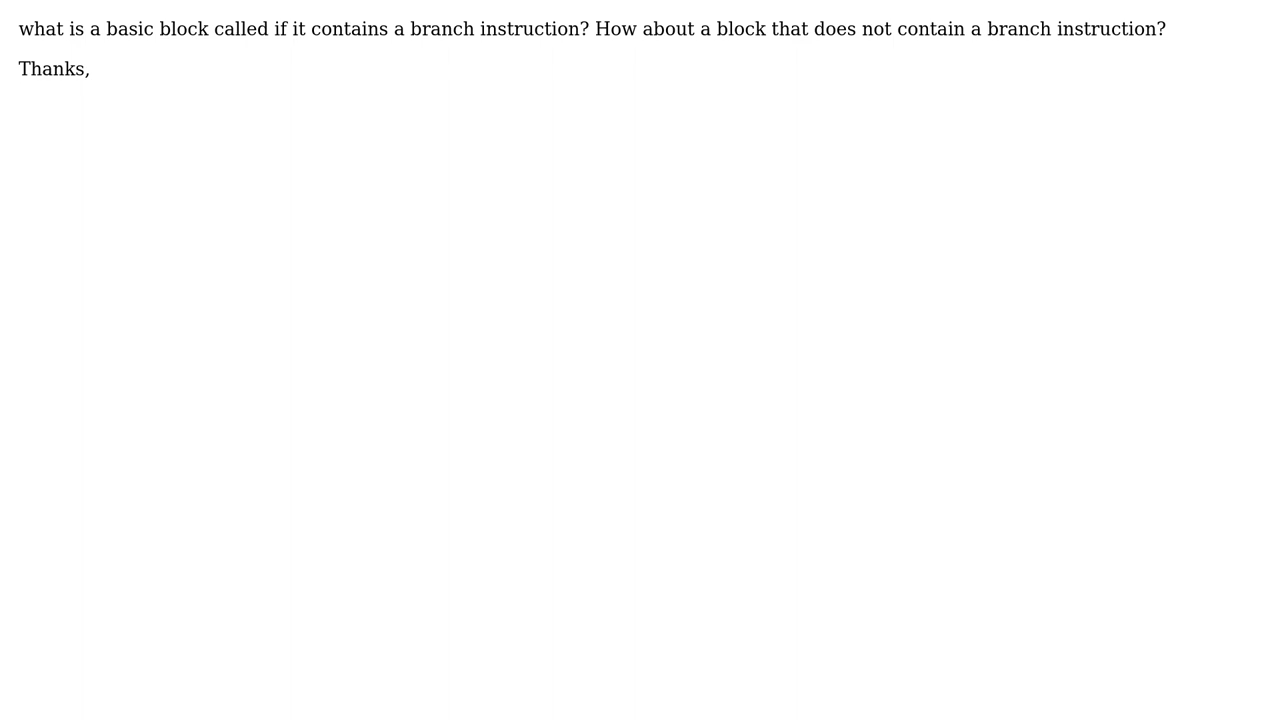 what is a basic block called if it contains a branch instruction? How about a block that does not contain a branch instruction?
Thanks,